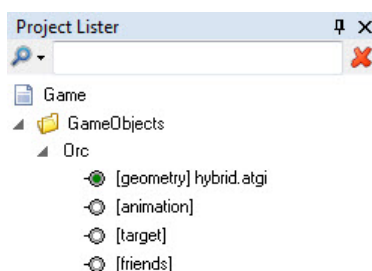 Project Lister
Game
GameObjects
Orc
[geometry] hybrid.atgi
[animation]
[target]
[friends]